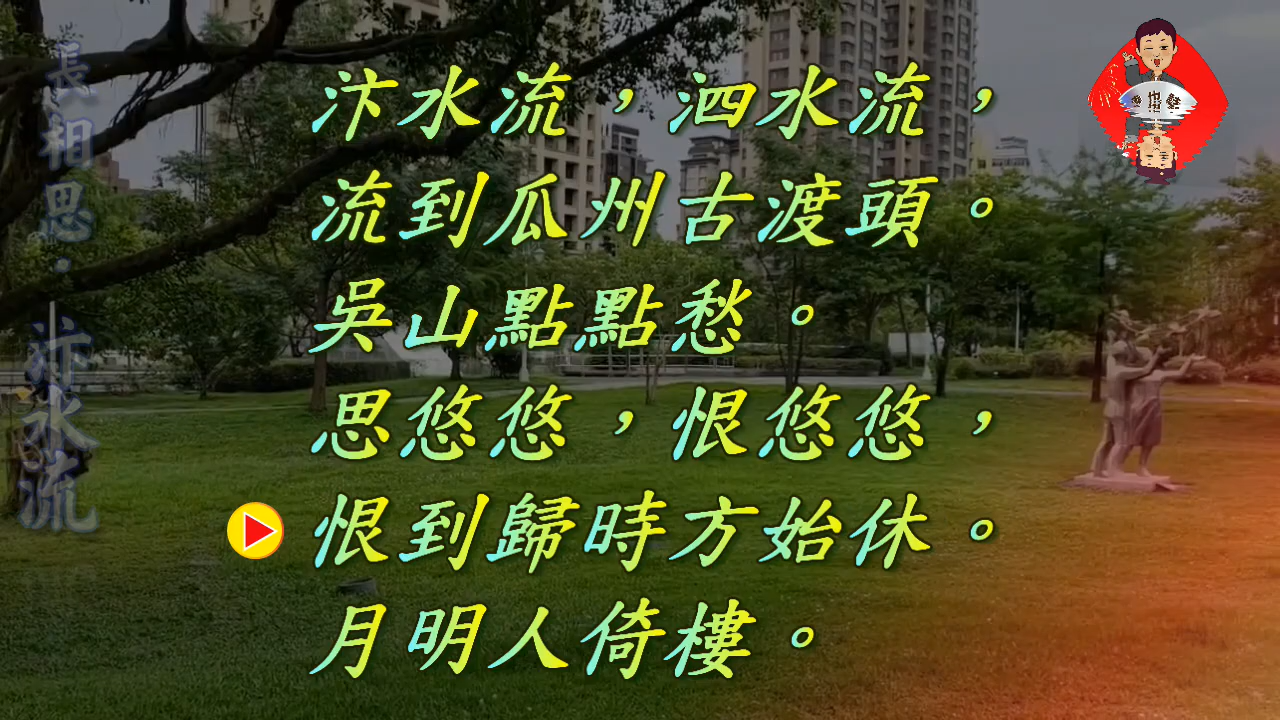 長相思·汴水流
汴水流，泗水流，
流到瓜州古渡頭。
吳山點點愁。
思悠悠，恨悠悠，
恨到歸時方始休。
月明人倚樓。